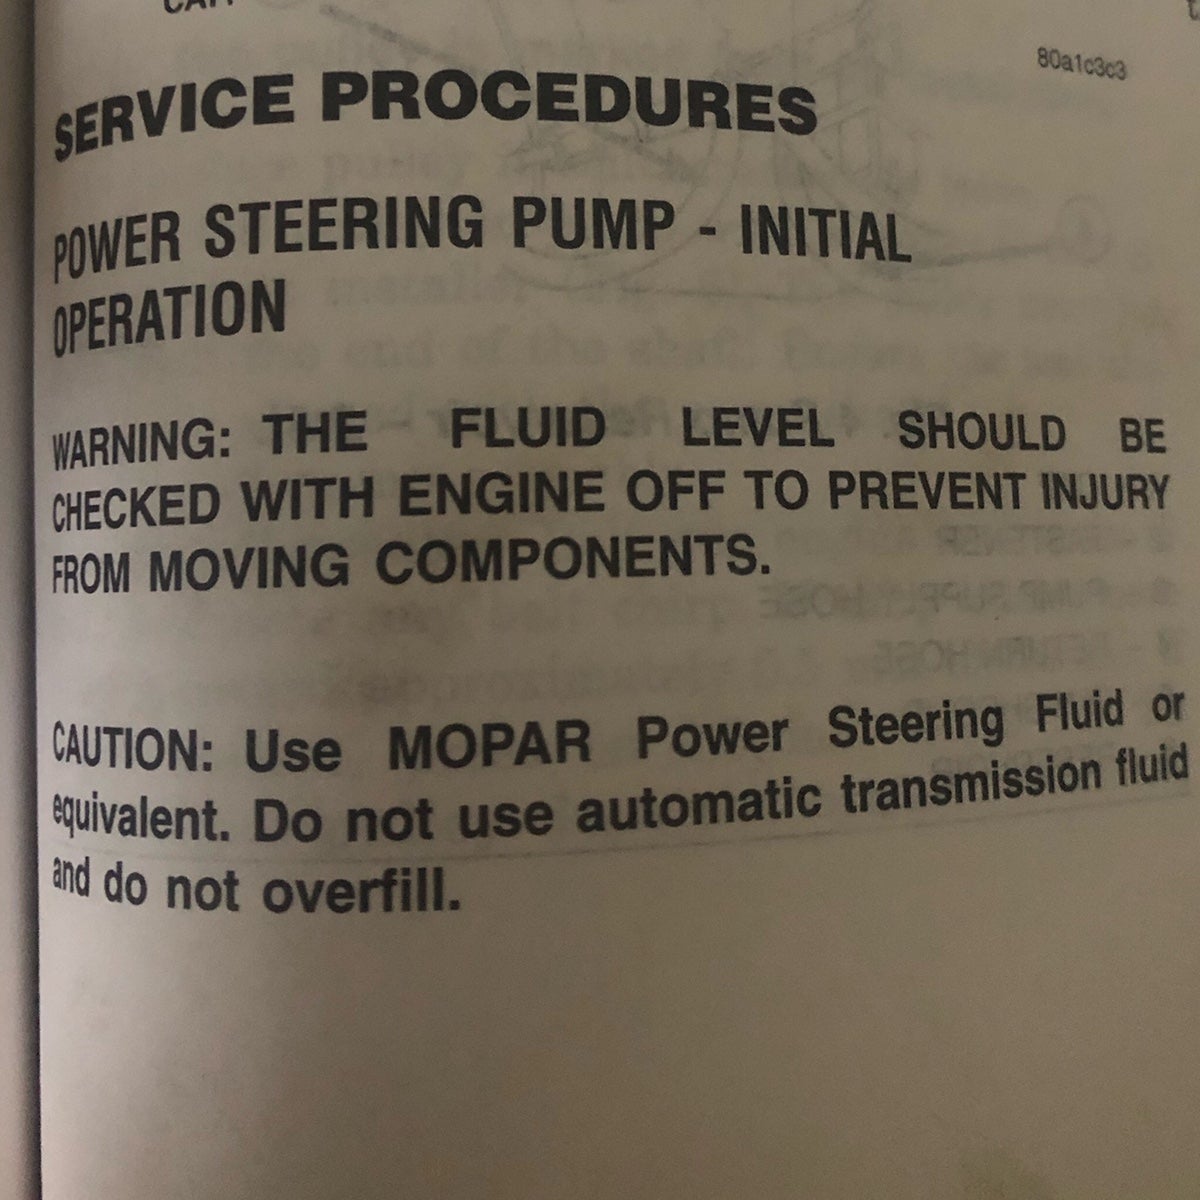 80a1c3c3
SERVICE PROCEDURES
POWER STEERING PUMP - INITIAL
OPERATION
WARNING: THE FLUID LEVEL SHOULD BE
CHECKED WITH ENGINE OFF TO PREVENT INJURY
FROM MOVING COMPONENTS.
CAUTION: Use MOPAR Power Steering Fluid or
equivalent. Do not use automatic transmission fluid
and do not overfill.